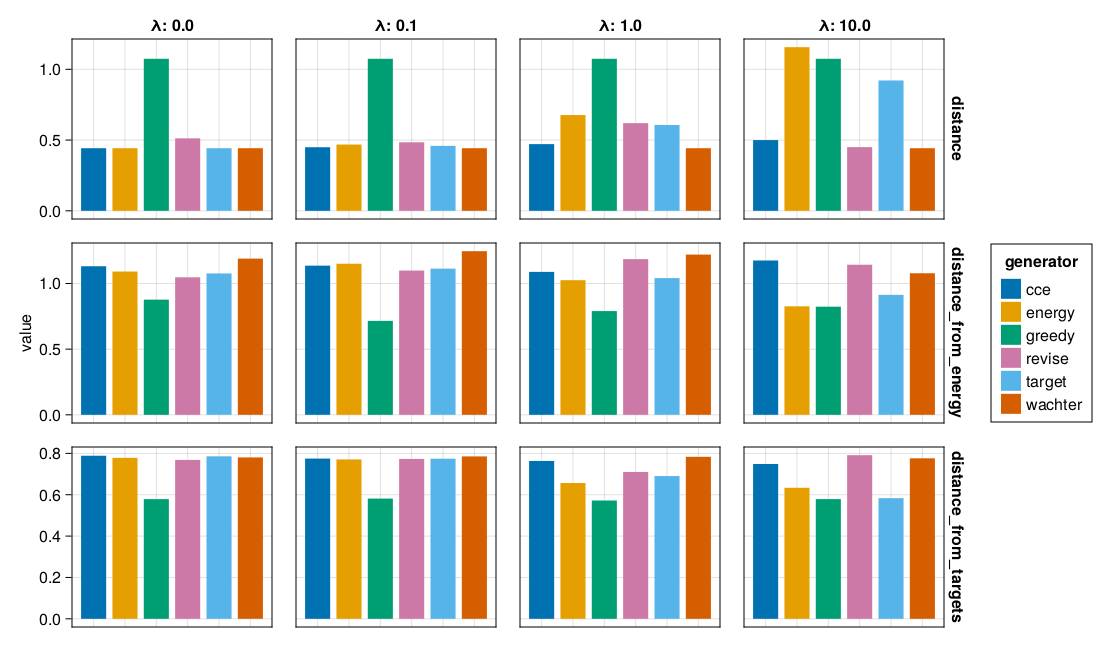 λ: 0.0 λ: 0.1 λ: 1.0 λ: 10.0
1.0
0.5
0.0
distance
1.0
0.5
0.0
distance_from_energy
value
0.8
0.6
0.4
0.2
0.0
distance_from_targets
generator
cce
energy
greedy
revise
target
wachter